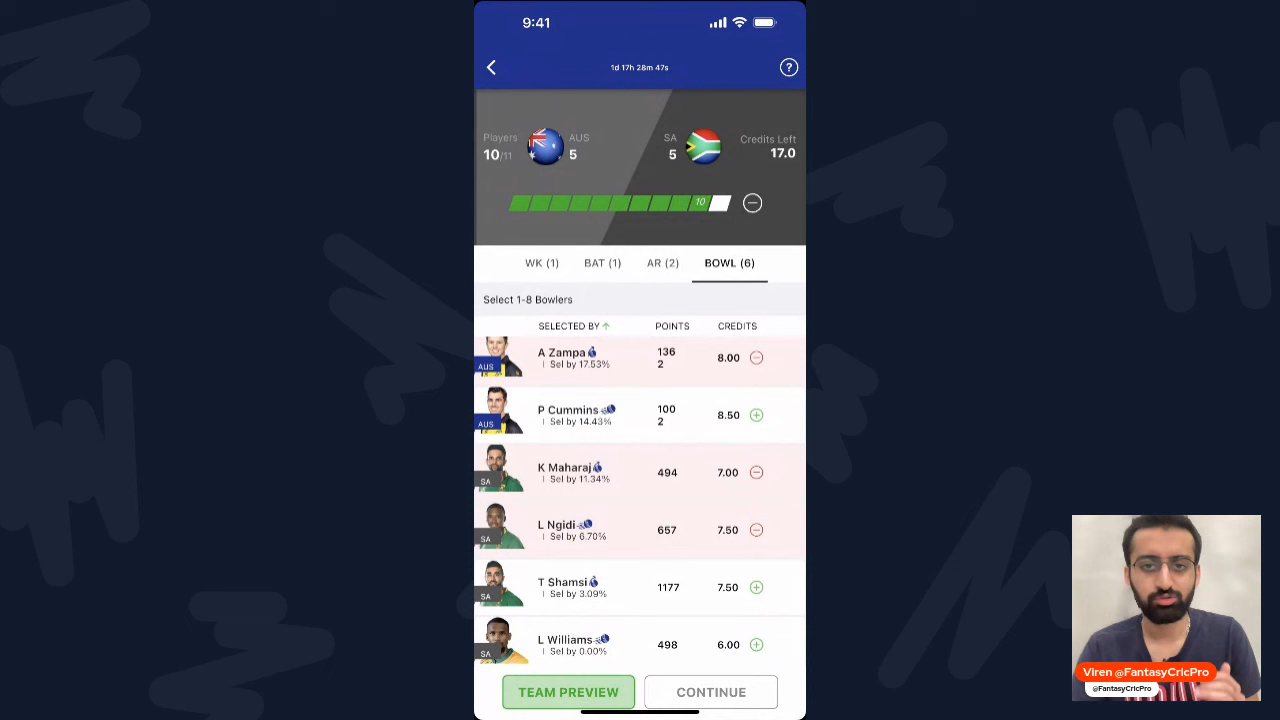 9:41
1d 17h 28m 47s
?
Players
10/11
AUS
5
SA
5
Credits Left
17.0
10
WK (1)
BAT (1)
AR (2)
BOWL (6)
Select 1-8 Bowlers
SELECTED BY
POINTS
CREDITS
AUS
A Zampa
Sel by 17.53%
136
2
8.00
AUS
P Cummins
Sel by 14.43%
100
2
8.50
SA
K Maharaj
Sel by 11.34%
494
7.00
SA
L Ngidi
Sel by 6.70%
657
7.50
SA
T Shamsi
Sel by 3.09%
1177
7.50
SA
L Williams
Sel by 0.00%
498
6.00
TEAM PREVIEW
CONTINUE
Viren @FantasyCricPro
@FantasyCricPro